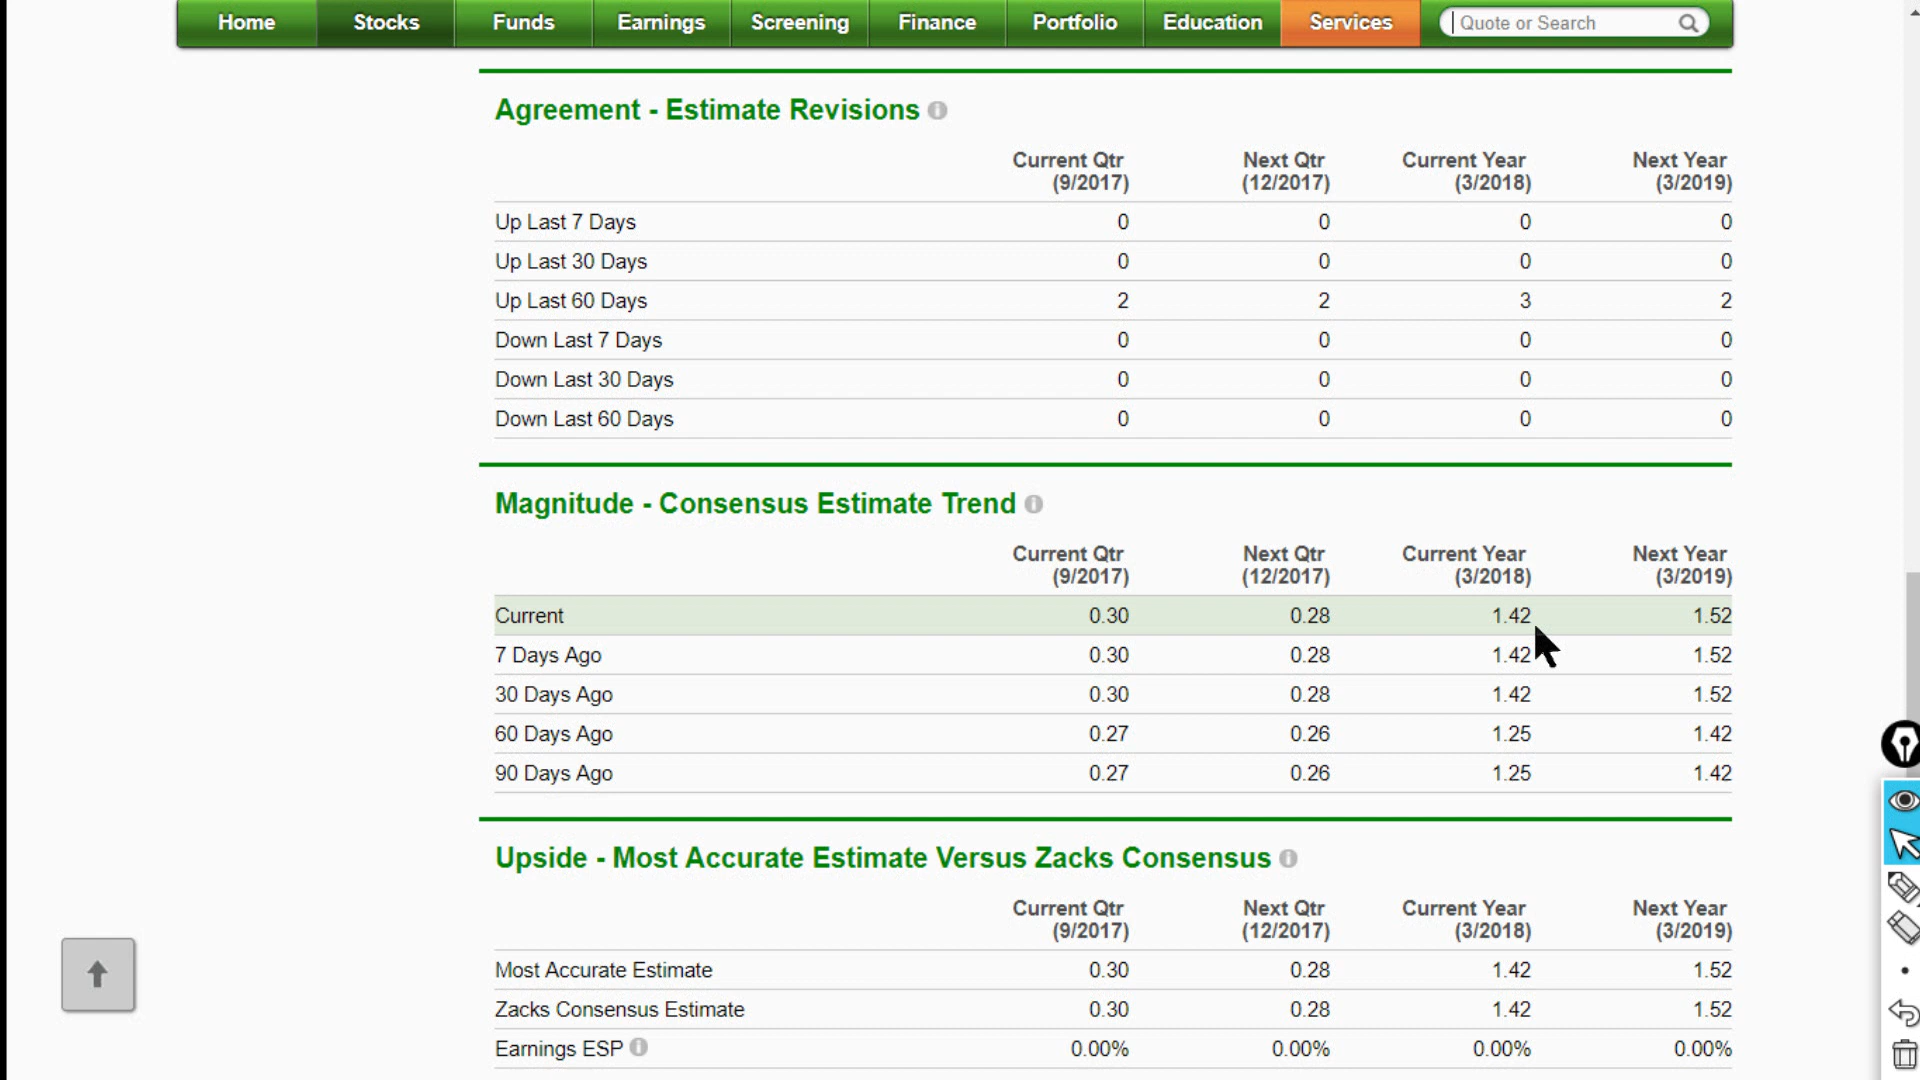 Home Stocks Funds Earnings Screening Finance Portfolio Education Services Quote or Search
Agreement - Estimate Revisions
Current Qtr Next Qtr Current Year Next Year
(9/2017) (12/2017) (3/2018) (3/2019)
Up Last 7 Days 0 0 0 0
Up Last 30 Days 0 0 0 0
Up Last 60 Days 2 2 3 2
Down Last 7 Days 0 0 0 0
Down Last 30 Days 0 0 0 0
Down Last 60 Days 0 0 0 0
Magnitude - Consensus Estimate Trend
Current Qtr Next Qtr Current Year Next Year
(9/2017) (12/2017) (3/2018) (3/2019)
Current 0.30 0.28 1.42 1.52
7 Days Ago 0.30 0.28 1.42 1.52
30 Days Ago 0.30 0.28 1.42 1.52
60 Days Ago 0.27 0.26 1.25 1.42
90 Days Ago 0.27 0.26 1.25 1.42
Upside - Most Accurate Estimate Versus Zacks Consensus
Current Qtr Next Qtr Current Year Next Year
(9/2017) (12/2017) (3/2018) (3/2019)
Most Accurate Estimate 0.30 0.28 1.42 1.52
Zacks Consensus Estimate 0.30 0.28 1.42 1.52
Earnings ESP 0.00% 0.00% 0.00% 0.00%